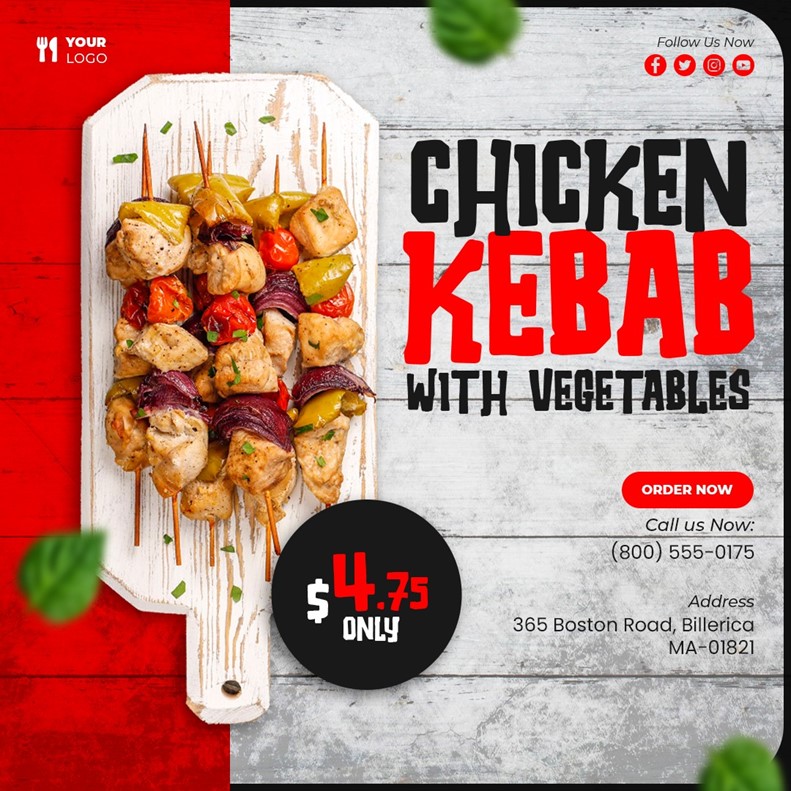 YOUR
LOGO
Follow Us Now
CHICKEN
KEBAB
WITH VEGETABLES
ORDER NOW
Call us Now:
(800) 555-0175
$4.75
ONLY
Address
365 Boston Road, Billerica
MA-01821